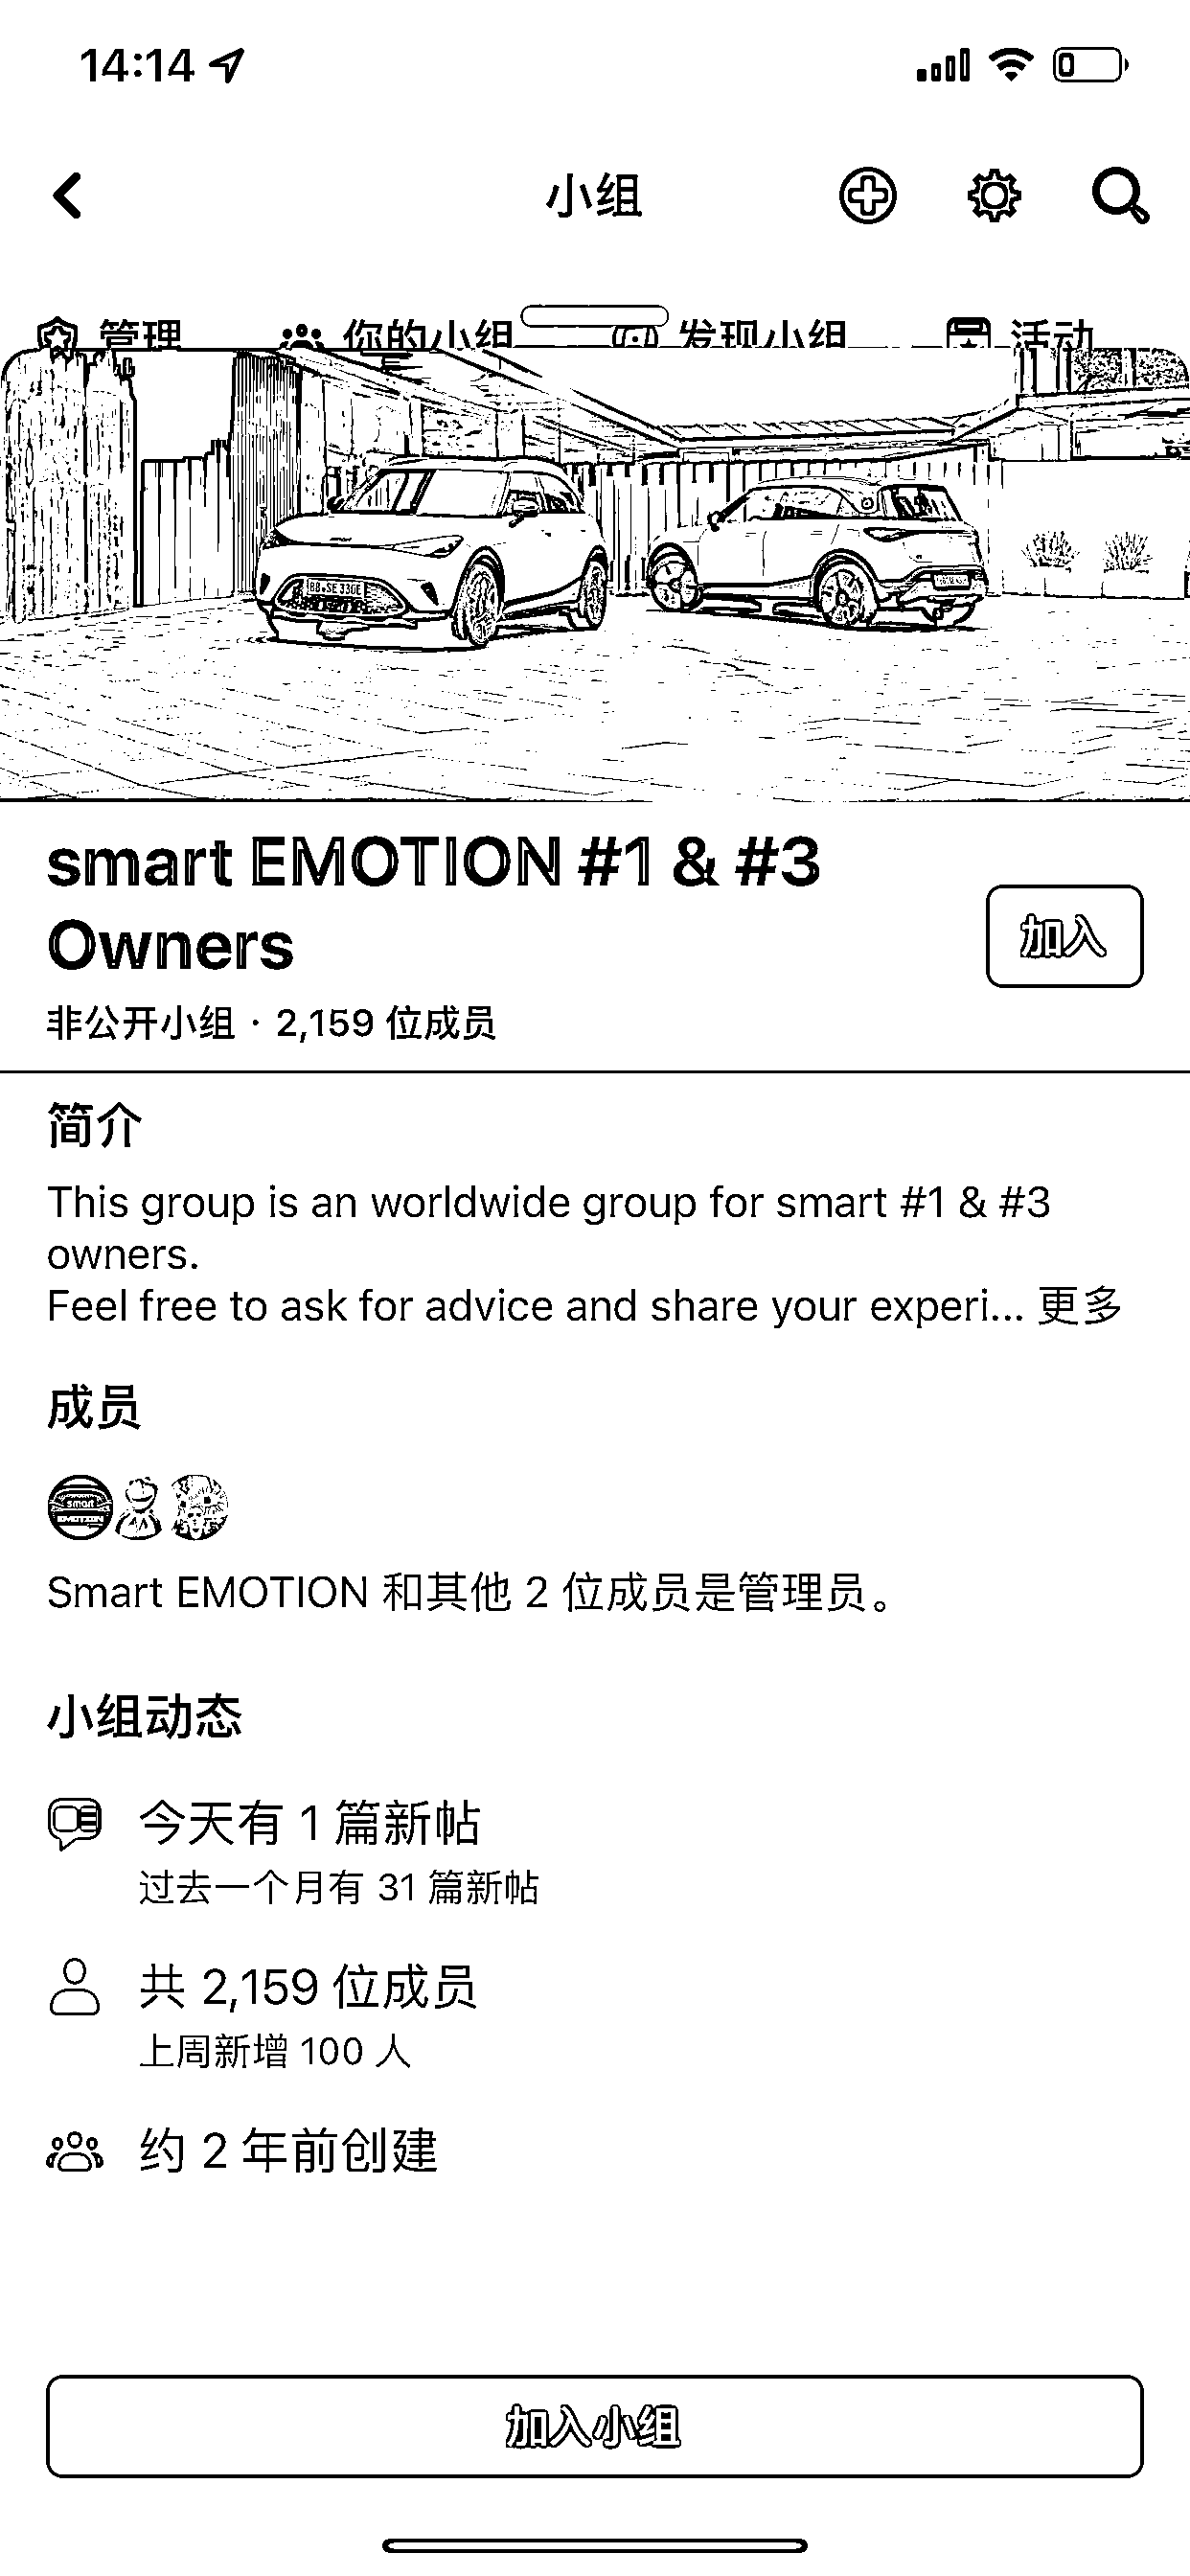 14:14
小组
管理 你的小组 发现小组 活动
smart
BB·SE 330E
smart EMOTION #1 & #3
Owners
加入
非公开小组 · 2,159 位成员
简介
This group is an worldwide group for smart #1 & #3
owners.
Feel free to ask for advice and share your experi... 更多
成员
smart
EMOTION
Smart EMOTION 和其他 2 位成员是管理员。
小组动态
今天有 1 篇新帖
过去一个月有 31 篇新帖
共 2,159 位成员
上周新增 100 人
约 2 年前创建
加入小组